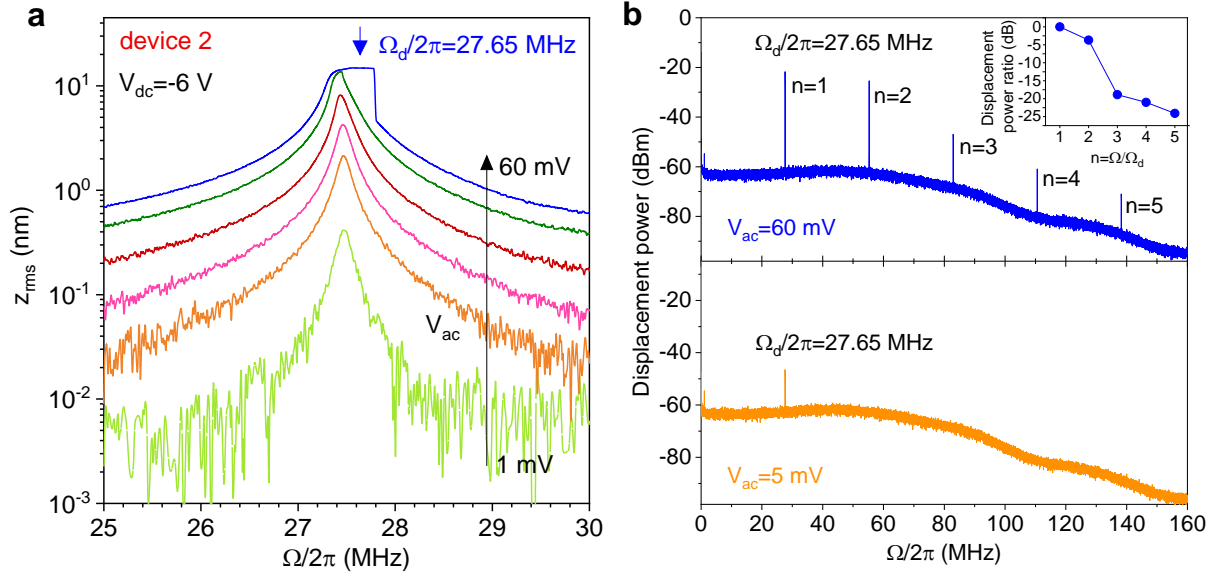 a
device 2
V_dc=-6 V
Ω_d/2π=27.65 MHz
60 mV
V_ac
1 mV
z_rms (nm)
10^1
10^0
10^-1
10^-2
10^-3
25 26 27 28 29 30
Ω/2π (MHz)
b
Displacement power (dBm)
0
-20
-40
-60
-80
Ω_d/2π=27.65 MHz
n=1
n=2
n=3
n=4
n=5
V_ac=60 mV
Displacement
power ratio (dB)
0
-5
-10
-15
-20
-25
1 2 3 4 5
n=Ω/Ω_d
-20
-40
-60
-80
Ω_d/2π=27.65 MHz
V_ac=5 mV
0 20 40 60 80 100 120 140 160
Ω/2π (MHz)